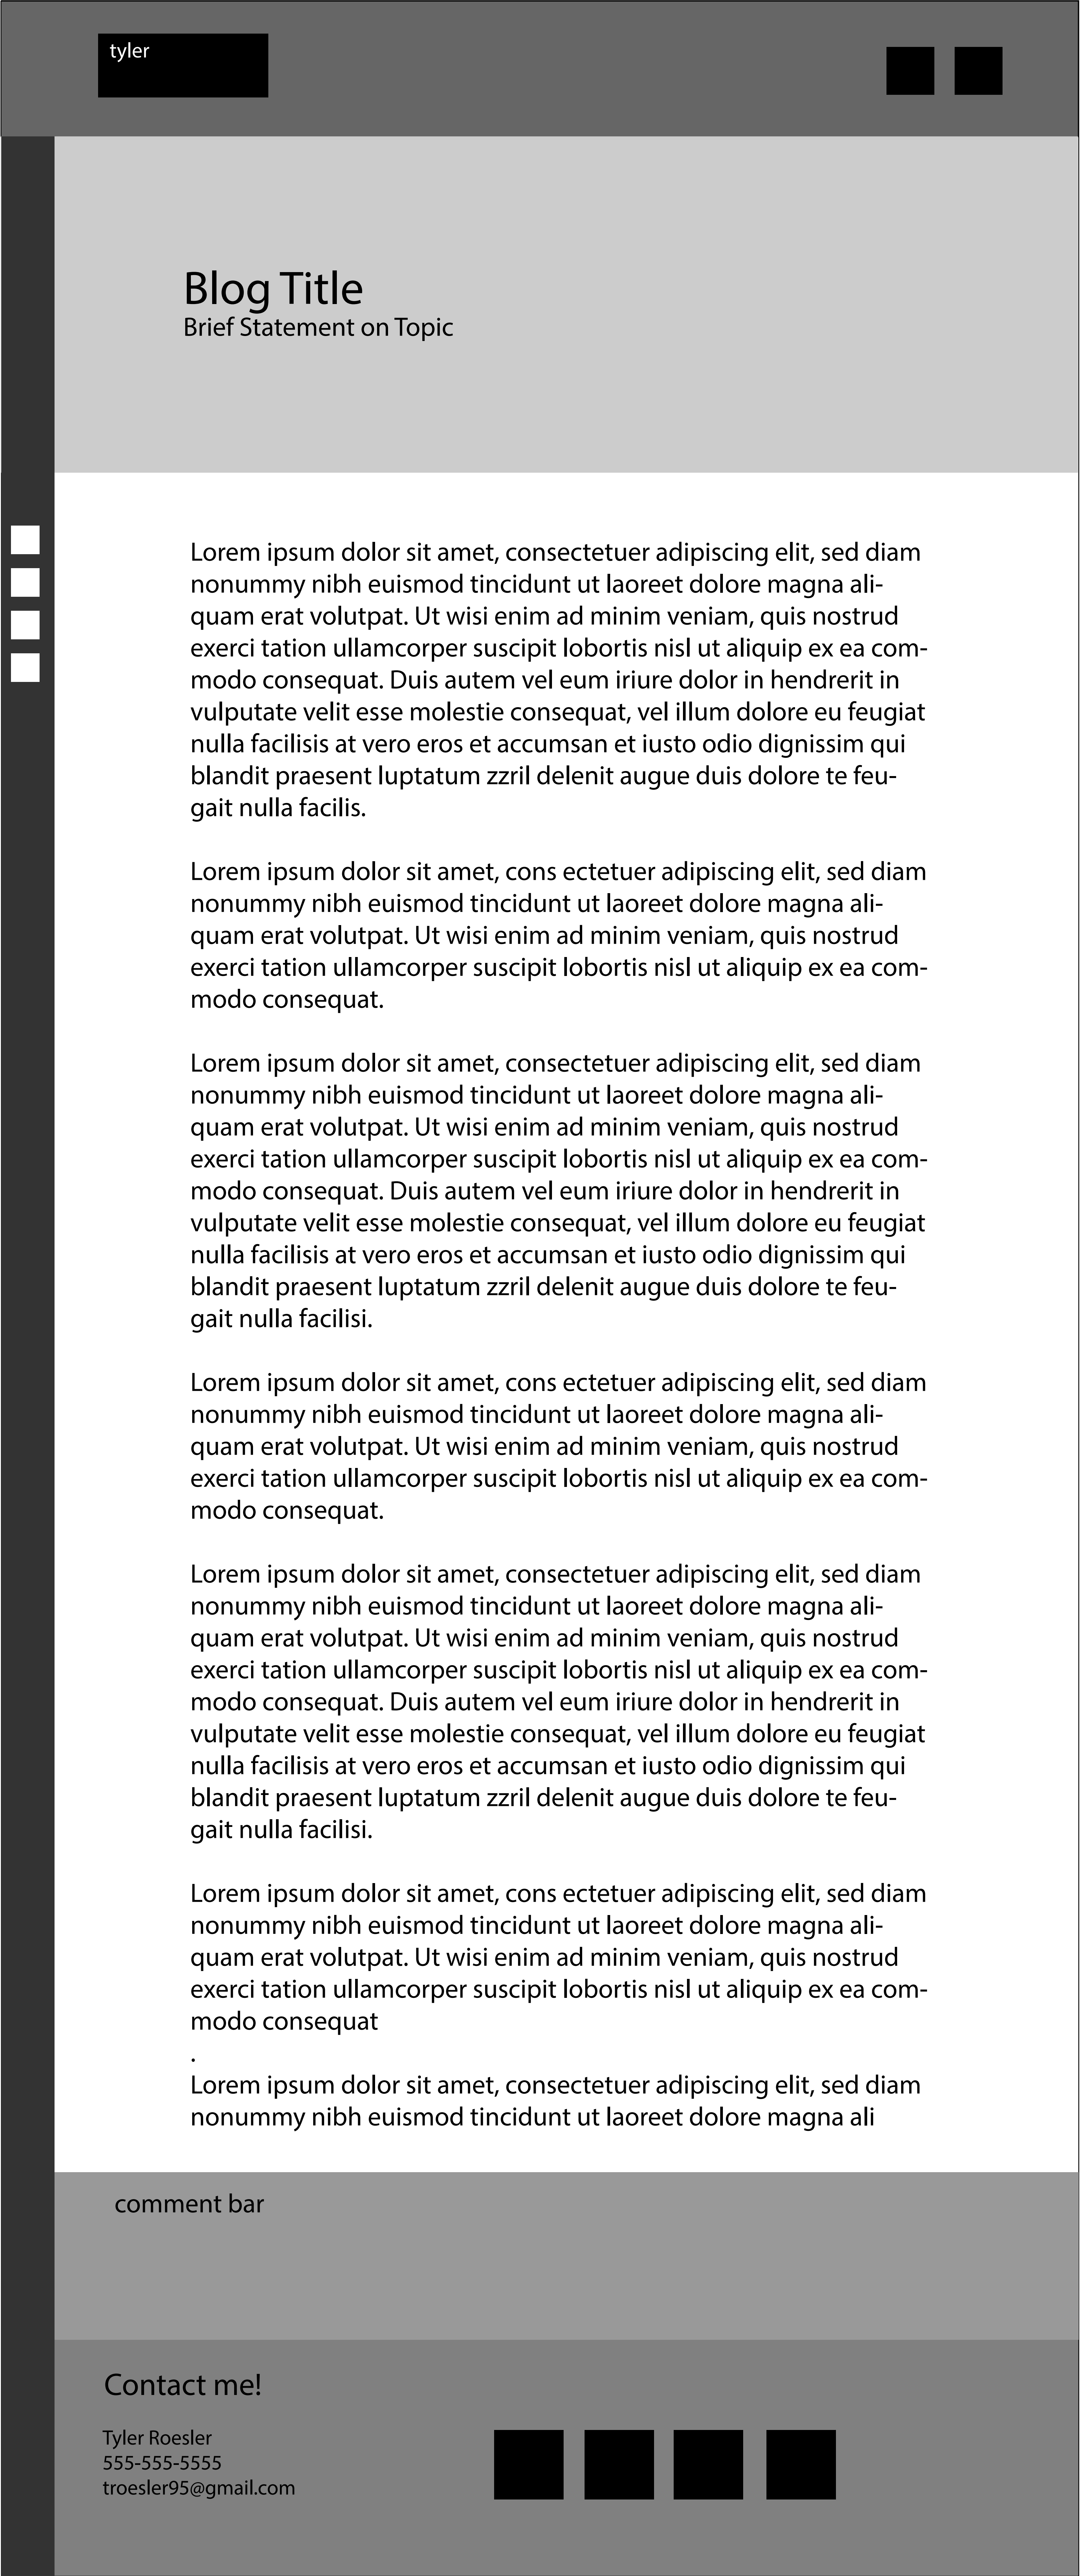 tyler
Blog Title
Brief Statement on Topic
Lorem ipsum dolor sit amet, consectetuer adipiscing elit, sed diam
nonummy nibh euismod tincidunt ut laoreet dolore magna ali-
quam erat volutpat. Ut wisi enim ad minim veniam, quis nostrud
exerci tation ullamcorper suscipit lobortis nisl ut aliquip ex ea com-
modo consequat. Duis autem vel eum iriure dolor in hendrerit in
vulputate velit esse molestie consequat, vel illum dolore eu feugiat
nulla facilisis at vero eros et accumsan et iusto odio dignissim qui
blandit praesent luptatum zzril delenit augue duis dolore te feu-
gait nulla facilis.
Lorem ipsum dolor sit amet, cons ectetuer adipiscing elit, sed diam
nonummy nibh euismod tincidunt ut laoreet dolore magna ali-
quam erat volutpat. Ut wisi enim ad minim veniam, quis nostrud
exerci tation ullamcorper suscipit lobortis nisl ut aliquip ex ea com-
modo consequat.
Lorem ipsum dolor sit amet, consectetuer adipiscing elit, sed diam
nonummy nibh euismod tincidunt ut laoreet dolore magna ali-
quam erat volutpat. Ut wisi enim ad minim veniam, quis nostrud
exerci tation ullamcorper suscipit lobortis nisl ut aliquip ex ea com-
modo consequat. Duis autem vel eum iriure dolor in hendrerit in
vulputate velit esse molestie consequat, vel illum dolore eu feugiat
nulla facilisis at vero eros et accumsan et iusto odio dignissim qui
blandit praesent luptatum zzril delenit augue duis dolore te feu-
gait nulla facilisi.
Lorem ipsum dolor sit amet, cons ectetuer adipiscing elit, sed diam
nonummy nibh euismod tincidunt ut laoreet dolore magna ali-
quam erat volutpat. Ut wisi enim ad minim veniam, quis nostrud
exerci tation ullamcorper suscipit lobortis nisl ut aliquip ex ea com-
modo consequat.
Lorem ipsum dolor sit amet, consectetuer adipiscing elit, sed diam
nonummy nibh euismod tincidunt ut laoreet dolore magna ali-
quam erat volutpat. Ut wisi enim ad minim veniam, quis nostrud
exerci tation ullamcorper suscipit lobortis nisl ut aliquip ex ea com-
modo consequat. Duis autem vel eum iriure dolor in hendrerit in
vulputate velit esse molestie consequat, vel illum dolore eu feugiat
nulla facilisis at vero eros et accumsan et iusto odio dignissim qui
blandit praesent luptatum zzril delenit augue duis dolore te feu-
gait nulla facilisi.
Lorem ipsum dolor sit amet, cons ectetuer adipiscing elit, sed diam
nonummy nibh euismod tincidunt ut laoreet dolore magna ali-
quam erat volutpat. Ut wisi enim ad minim veniam, quis nostrud
exerci tation ullamcorper suscipit lobortis nisl ut aliquip ex ea com-
modo consequat
.
Lorem ipsum dolor sit amet, consectetuer adipiscing elit, sed diam
nonummy nibh euismod tincidunt ut laoreet dolore magna ali
comment bar
Contact me!
Tyler Roesler
555-555-5555
troesler95@gmail.com